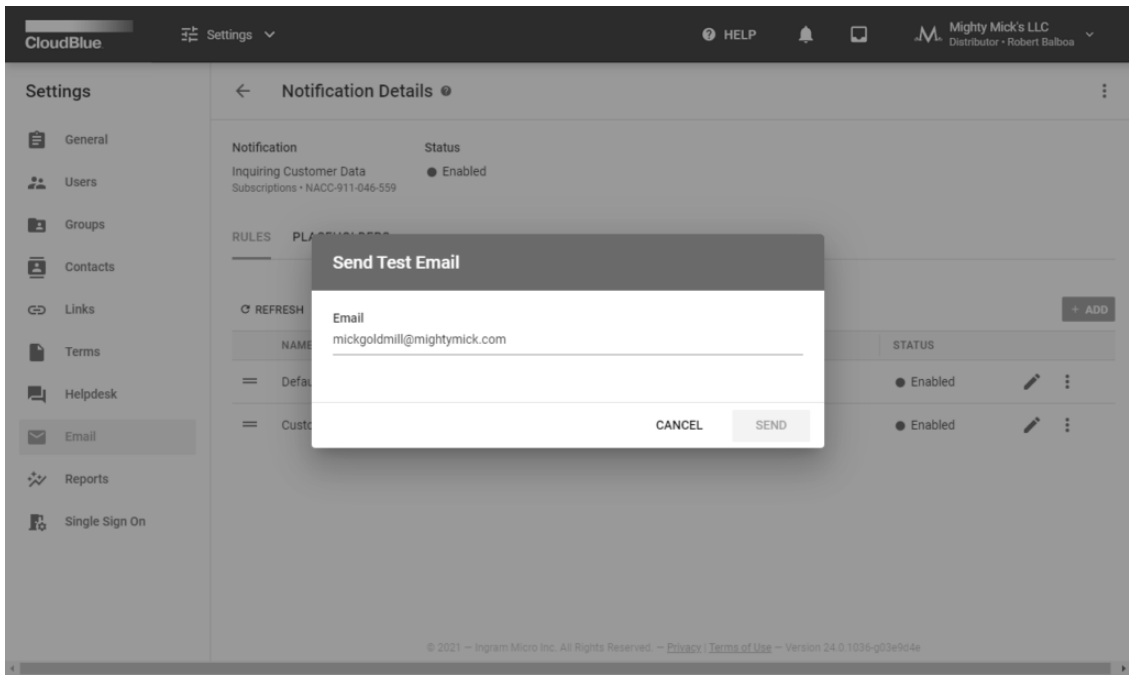 CloudBlue
Settings
HELP
Mighty Mick's LLC
Distributor • Robert Balboa
Settings
General
Users
Groups
Contacts
Links
Terms
Helpdesk
Email
Reports
Single Sign On
Notification Details
Notification
Status
Inquiring Customer Data
Enabled
Subscriptions • NACC-911-046-559
RULES
REFRESH
+ ADD
STATUS
Enabled
Enabled
Send Test Email
Email
mickgoldmill@mightymick.com
CANCEL
SEND
© 2021 — Ingram Micro Inc. All Rights Reserved. — Privacy | Terms of Use — Version 24.0.1036-g03e9d4e